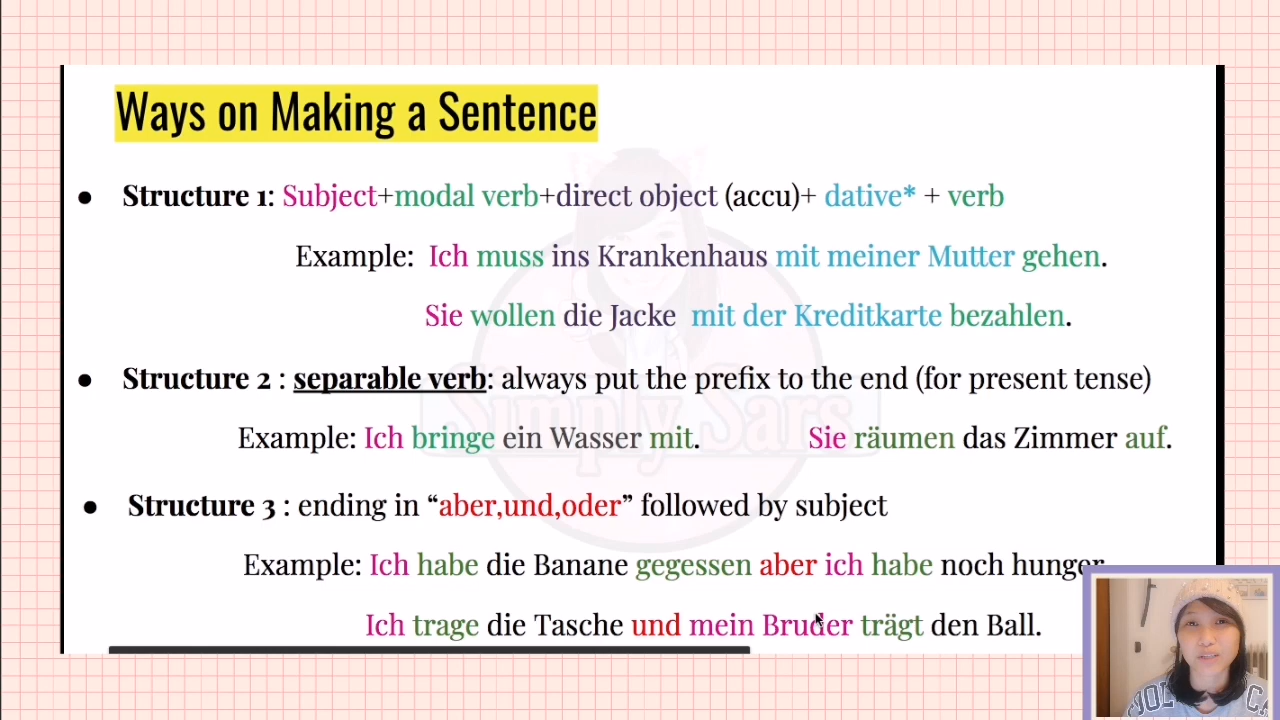 Ways on Making a Sentence
● Structure 1: Subject+modal verb+direct object (accu)+ dative* + verb
Example: Ich muss ins Krankenhaus mit meiner Mutter gehen.
Sie wollen die Jacke mit der Kreditkarte bezahlen.
● Structure 2 : separable verb: always put the prefix to the end (for present tense)
Example: Ich bringe ein Wasser mit. Sie räumen das Zimmer auf.
● Structure 3 : ending in “aber,und,oder” followed by subject
Example: Ich habe die Banane gegessen aber ich habe noch hunger
Ich trage die Tasche und mein Bruder trägt den Ball.
Simply Sars